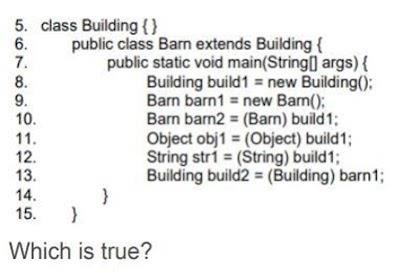 5. class Building { }
6. public class Barn extends Building {
7. public static void main(String[] args) {
8. Building build1 = new Building();
9. Barn barn1 = new Barn();
10. Barn barn2 = (Barn) build1;
11. Object obj1 = (Object) build1;
12. String str1 = (String) build1;
13. Building build2 = (Building) barn1;
14. }
15. }
Which is true?